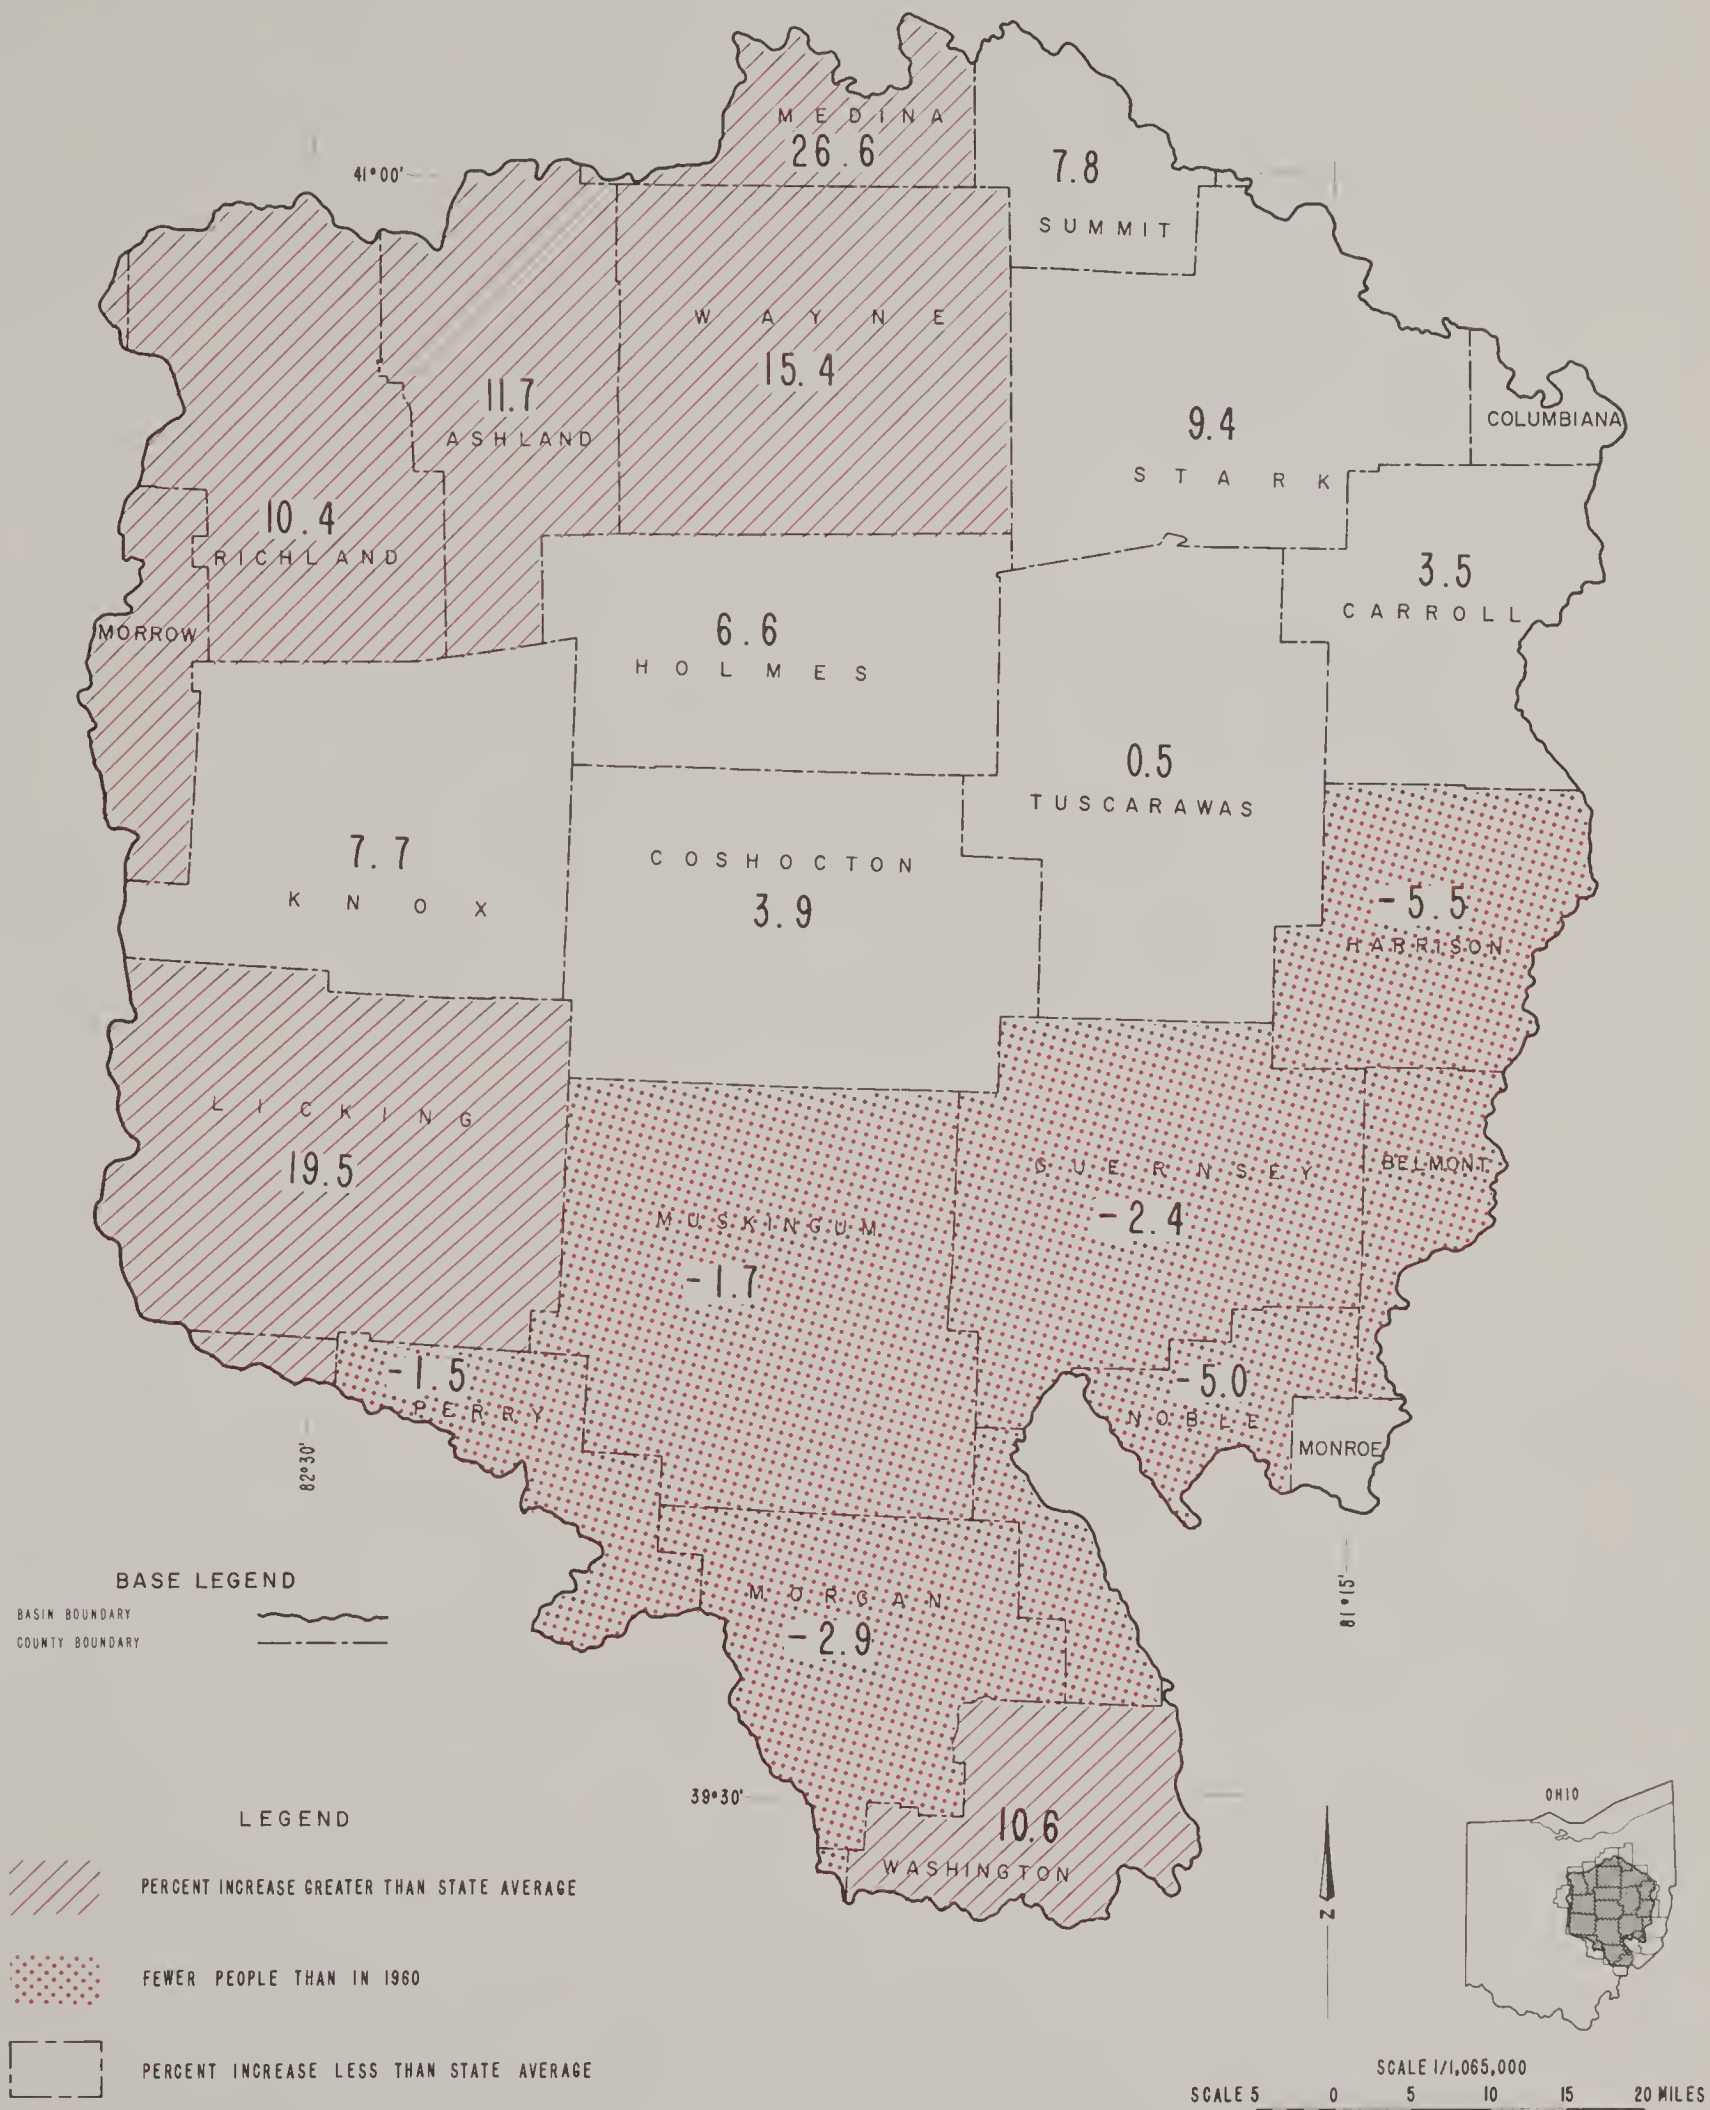 MEDINA
26.6
7.8
SUMMIT
41°00'
WAYNE
15.4
11.7
ASHLAND
9.4
STARK
COLUMBIANA
10.4
RICHLAND
3.5
CARROLL
MORROW
6.6
HOLMES
0.5
TUSCARAWAS
7.7
KNOX
COSHOCTON
3.9
-5.5
HARRISON
LICKING
19.5
GUERNSEY
-2.4
BELMONT
MUSKINGUM
-1.7
-1.5
PERRY
-5.0
NOBLE
MONROE
82°30'
81°15'
MORGAN
-2.9
BASE LEGEND
BASIN BOUNDARY
COUNTY BOUNDARY
39°30'
10.6
WASHINGTON
LEGEND
PERCENT INCREASE GREATER THAN STATE AVERAGE
FEWER PEOPLE THAN IN 1960
PERCENT INCREASE LESS THAN STATE AVERAGE
N
OHIO
SCALE 1/1,065,000
SCALE 5 0 5 10 15 20 MILES